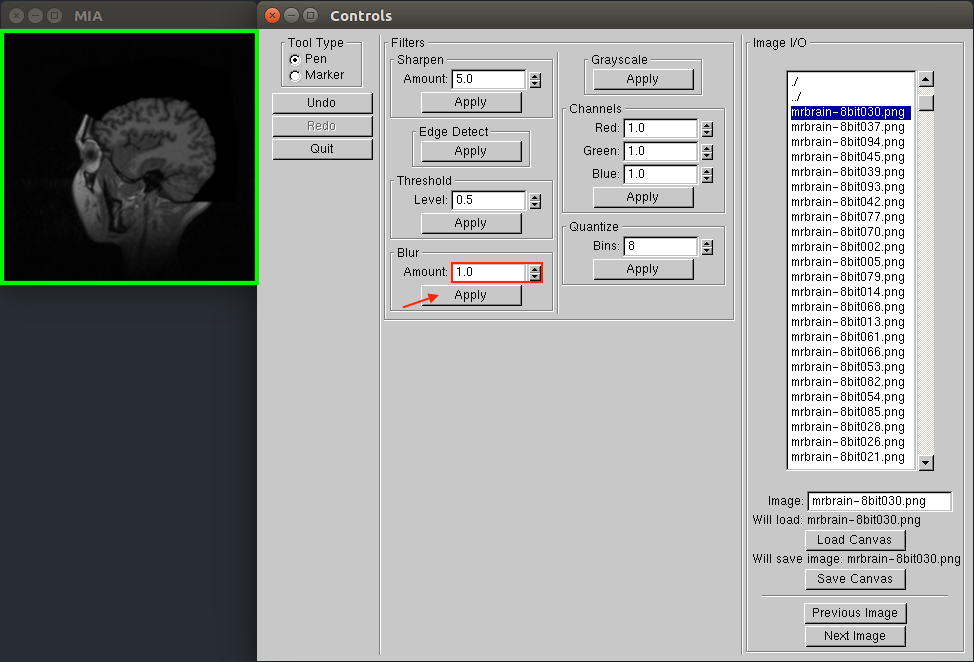 MIA
Controls
Tool Type
Pen
Marker
Undo
Redo
Quit
Filters
Sharpen
Amount: 5.0
Apply
Edge Detect
Apply
Threshold
Level: 0.5
Apply
Blur
Amount: 1.0
Apply
Grayscale
Apply
Channels
Red: 1.0
Green: 1.0
Blue: 1.0
Apply
Quantize
Bins: 8
Apply
Image I/O
./
../
mrbrain-8bit030.png
mrbrain-8bit037.png
mrbrain-8bit094.png
mrbrain-8bit045.png
mrbrain-8bit039.png
mrbrain-8bit093.png
mrbrain-8bit042.png
mrbrain-8bit077.png
mrbrain-8bit070.png
mrbrain-8bit002.png
mrbrain-8bit005.png
mrbrain-8bit079.png
mrbrain-8bit014.png
mrbrain-8bit068.png
mrbrain-8bit013.png
mrbrain-8bit061.png
mrbrain-8bit066.png
mrbrain-8bit053.png
mrbrain-8bit082.png
mrbrain-8bit054.png
mrbrain-8bit085.png
mrbrain-8bit028.png
mrbrain-8bit026.png
mrbrain-8bit021.png
Image: mrbrain-8bit030.png
Will load: mrbrain-8bit030.png
Load Canvas
Will save image: mrbrain-8bit030.png
Save Canvas
Previous Image
Next Image